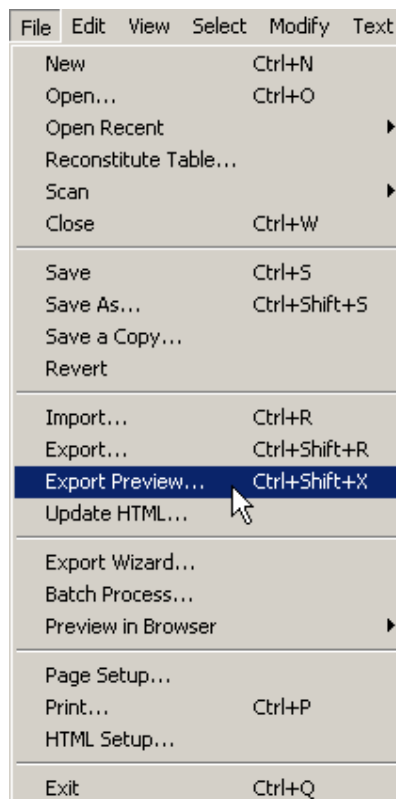 File Edit View Select Modify Text
New Ctrl+N
Open... Ctrl+O
Open Recent
Reconstitute Table...
Scan
Close Ctrl+W
Save Ctrl+S
Save As... Ctrl+Shift+S
Save a Copy...
Revert
Import... Ctrl+R
Export... Ctrl+Shift+R
Export Preview... Ctrl+Shift+X
Update HTML...
Export Wizard...
Batch Process...
Preview in Browser
Page Setup...
Print... Ctrl+P
HTML Setup...
Exit Ctrl+Q